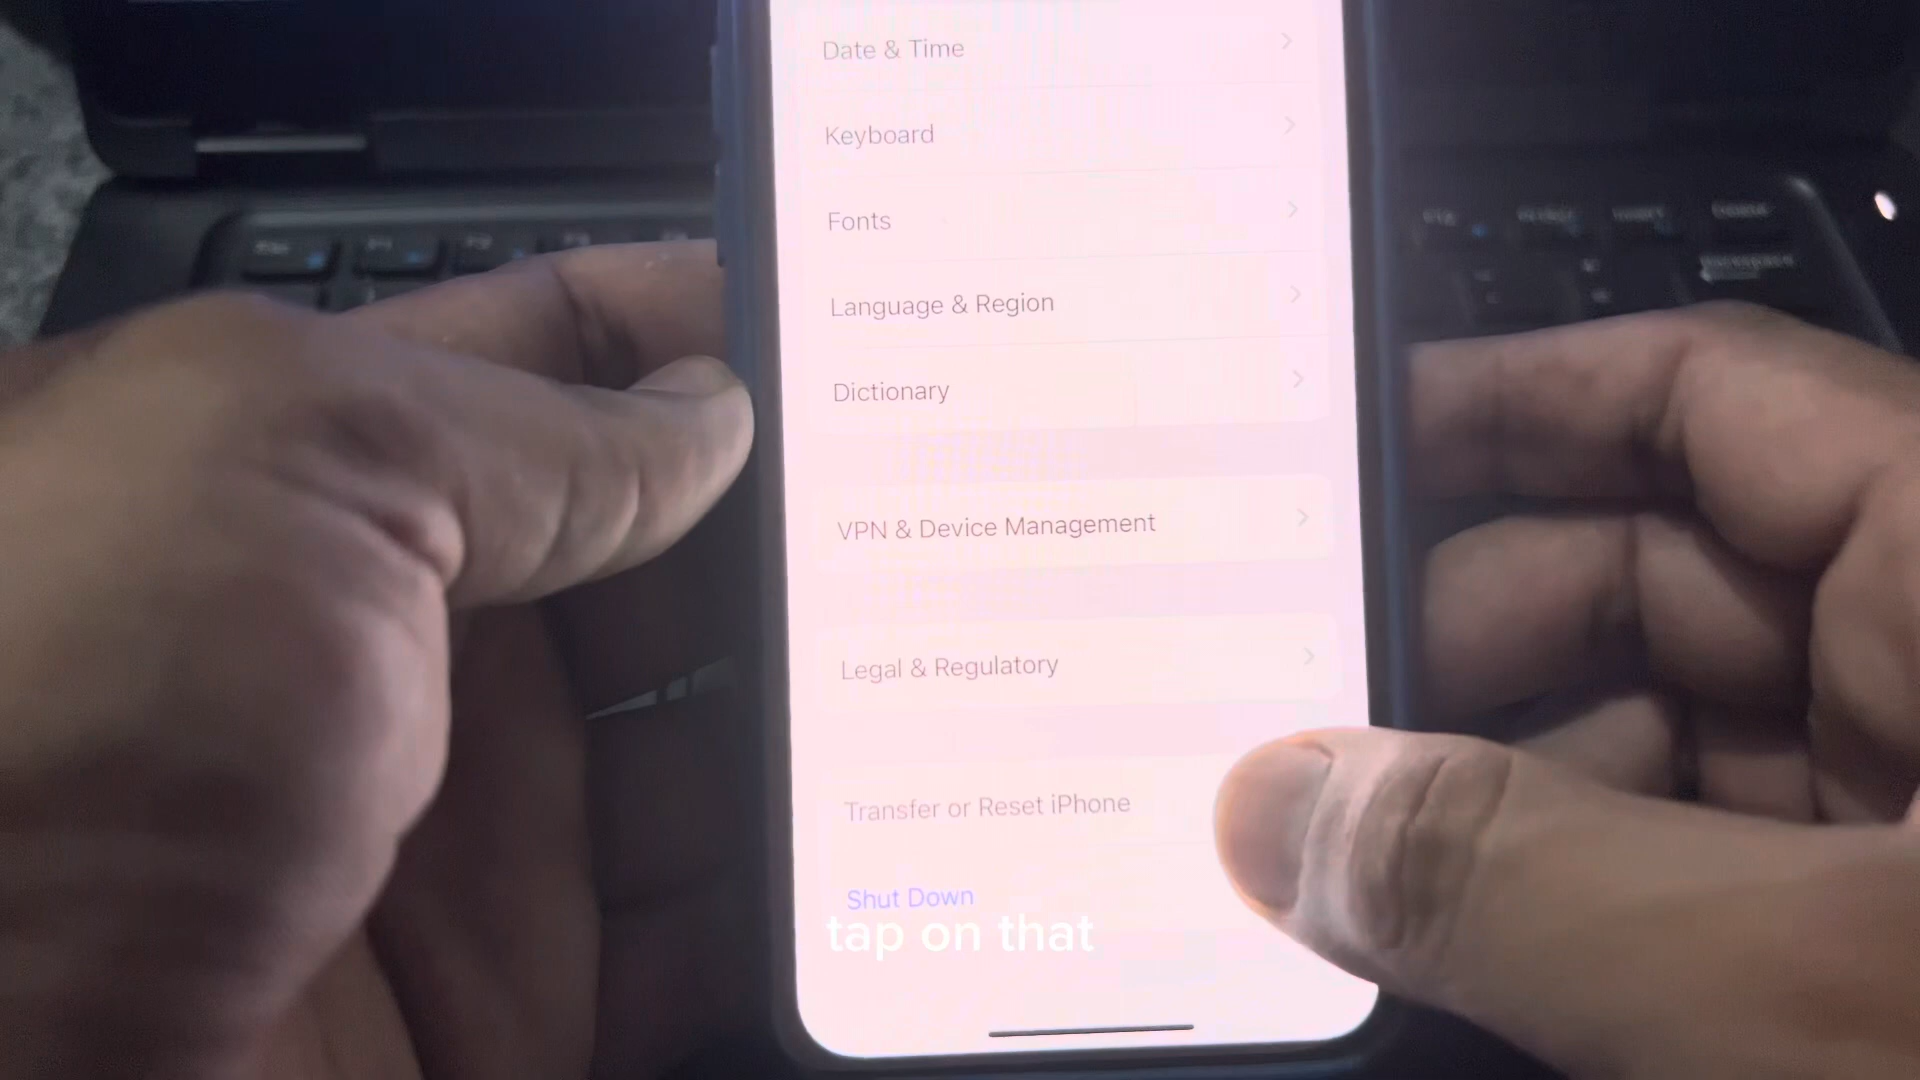 Date & Time
Keyboard
Fonts
Language & Region
Dictionary
VPN & Device Management
Legal & Regulatory
Transfer or Reset iPhone
Shut Down
tap on that